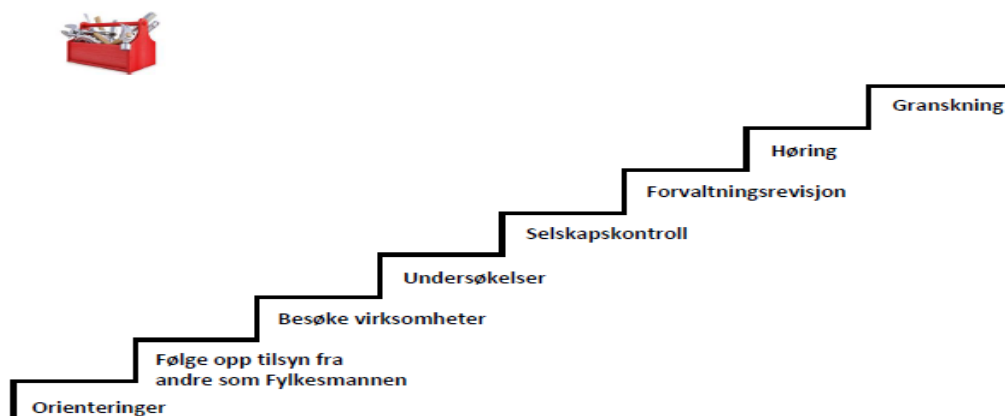 Granskning
Høring
Forvaltningsrevisjon
Selskapskontroll
Undersøkelser
Besøke virksomheter
Følge opp tilsyn fra
andre som Fylkesmannen
Orienteringer